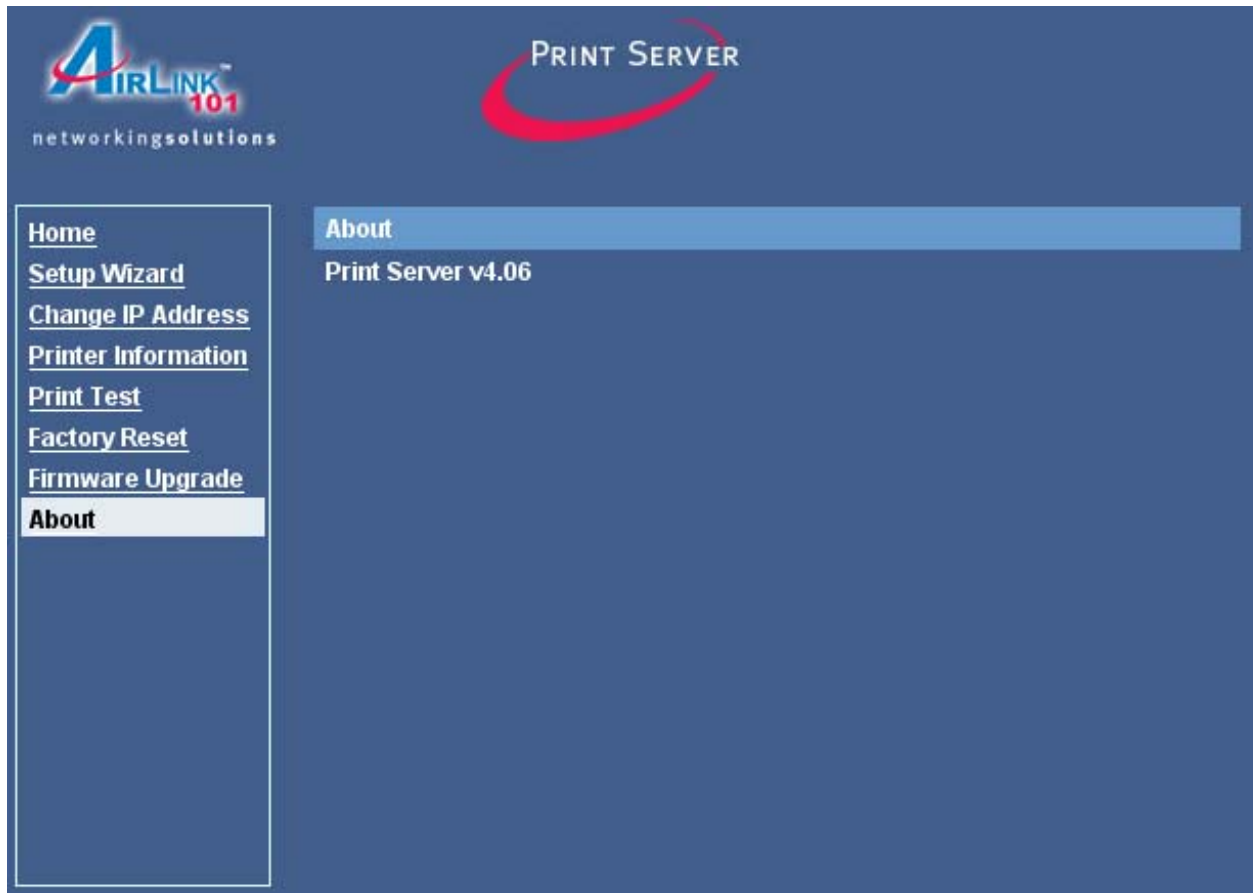 AIRLINK™
101
networkingsolutions
PRINT SERVER
Home
Setup Wizard
Change IP Address
Printer Information
Print Test
Factory Reset
Firmware Upgrade
About
About
Print Server v4.06